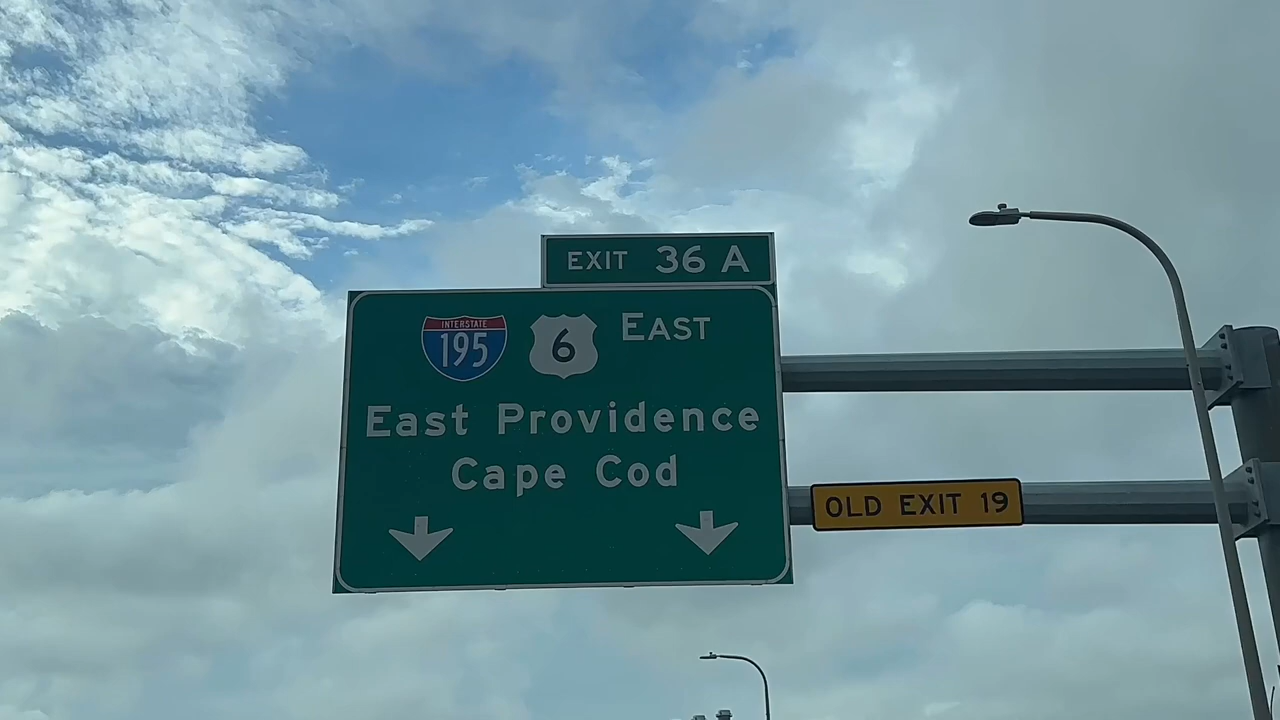 EXIT 36 A
INTERSTATE
195
6
EAST
East Providence
Cape Cod
OLD EXIT 19